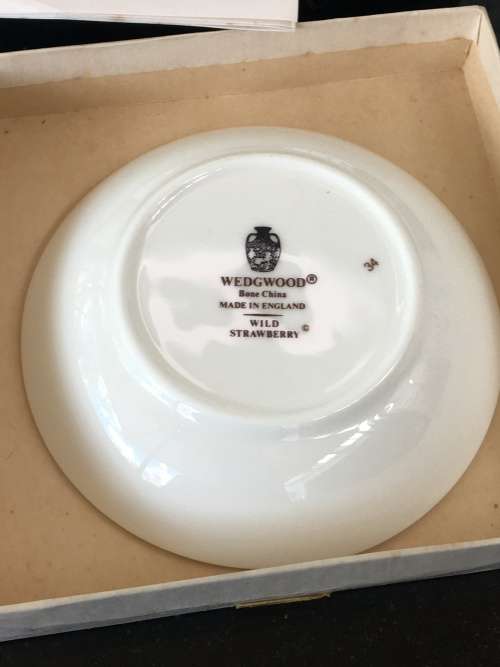 WEDGWOOD®
Bone China
MADE IN ENGLAND
WILD
STRAWBERRY ©
34